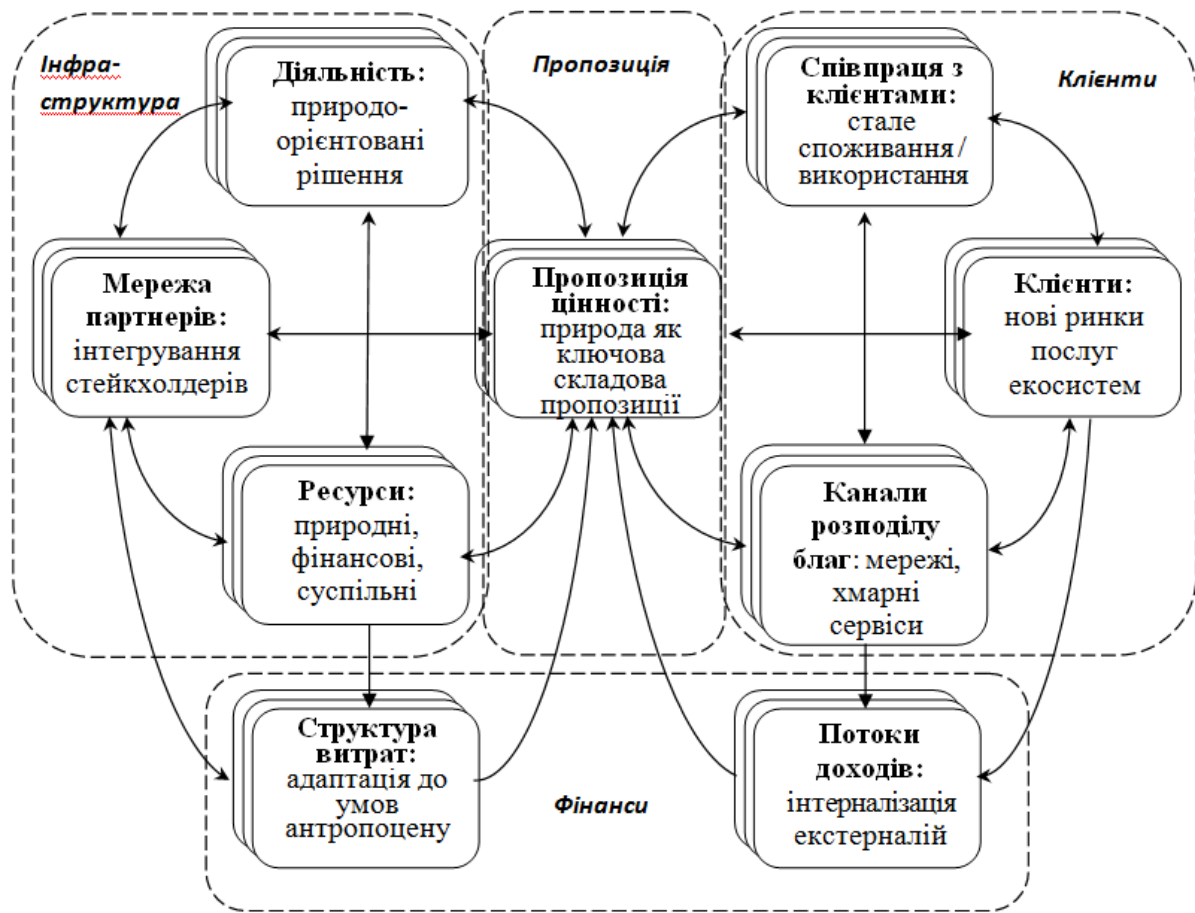 Інфра-
структура
Діяльність:
природо-
орієнтовані
рішення
Мережа
партнерів:
інтегрування
стейкхолдерів
Ресурси:
природні,
фінансові,
суспільні
Пропозиція
Пропозиція
цінності:
природа як
ключова
складова
пропозиції
Клієнти
Співпраця з
клієнтами:
стале
споживання /
використання
Клієнти:
нові ринки
послуг
екосистем
Канали
розподілу
благ: мережі,
хмарні
сервіси
Структура
витрат:
адаптація до
умов
антропоцену
Фінанси
Потоки
доходів:
інтерналізація
екстерналій